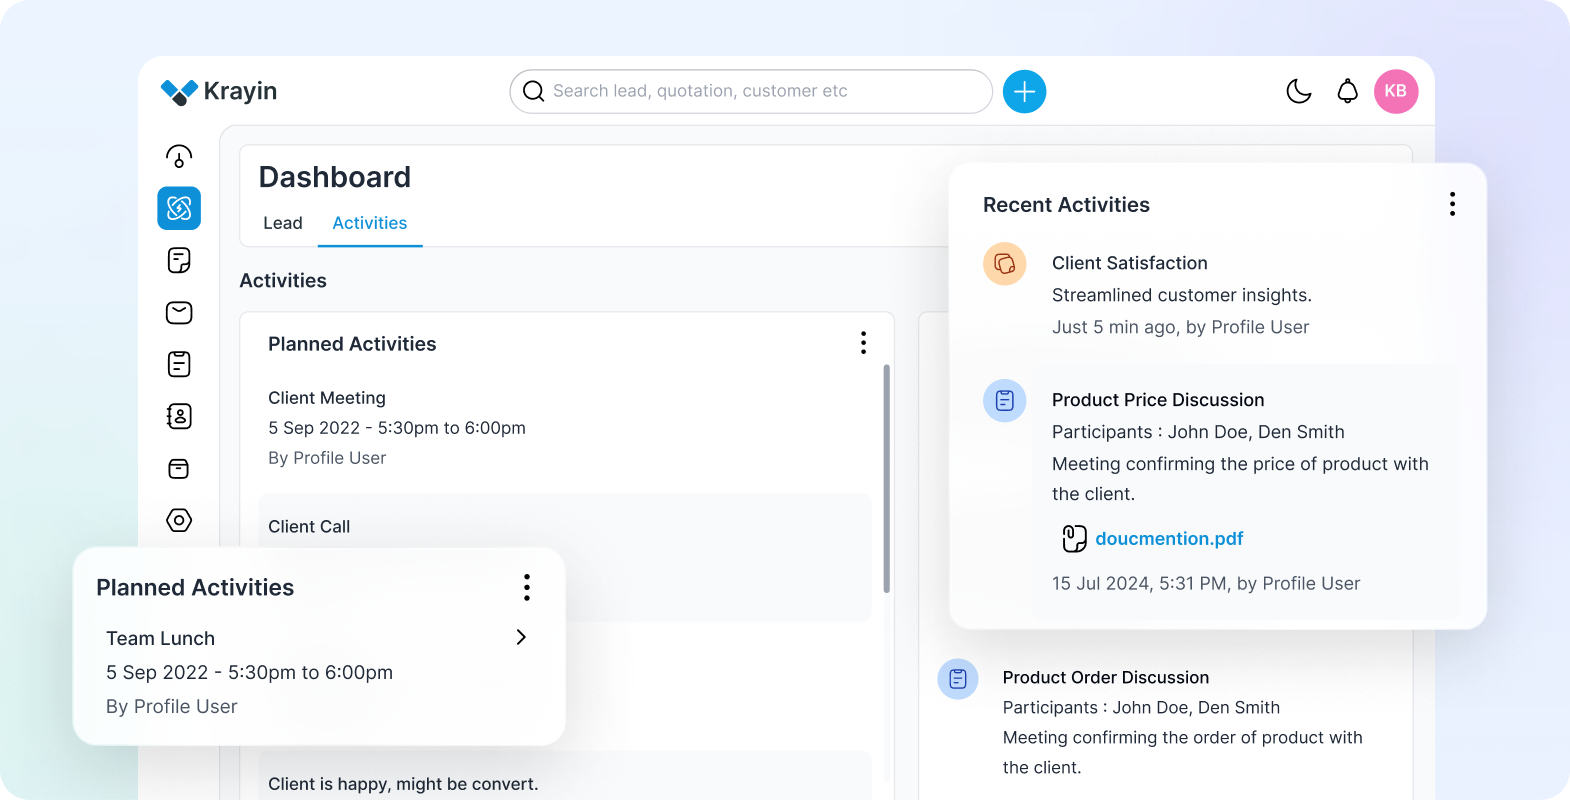 Krayin
Search lead, quotation, customer etc
KB
Dashboard
Lead
Activities
Activities
Planned Activities
Client Meeting
5 Sep 2022 - 5:30pm to 6:00pm
By Profile User
Client Call
Planned Activities
Team Lunch
5 Sep 2022 - 5:30pm to 6:00pm
By Profile User
Client is happy, might be convert.
Recent Activities
Client Satisfaction
Streamlined customer insights.
Just 5 min ago, by Profile User
Product Price Discussion
Participants : John Doe, Den Smith
Meeting confirming the price of product with
the client.
doucmention.pdf
15 Jul 2024, 5:31 PM, by Profile User
Product Order Discussion
Participants : John Doe, Den Smith
Meeting confirming the order of product with
the client.